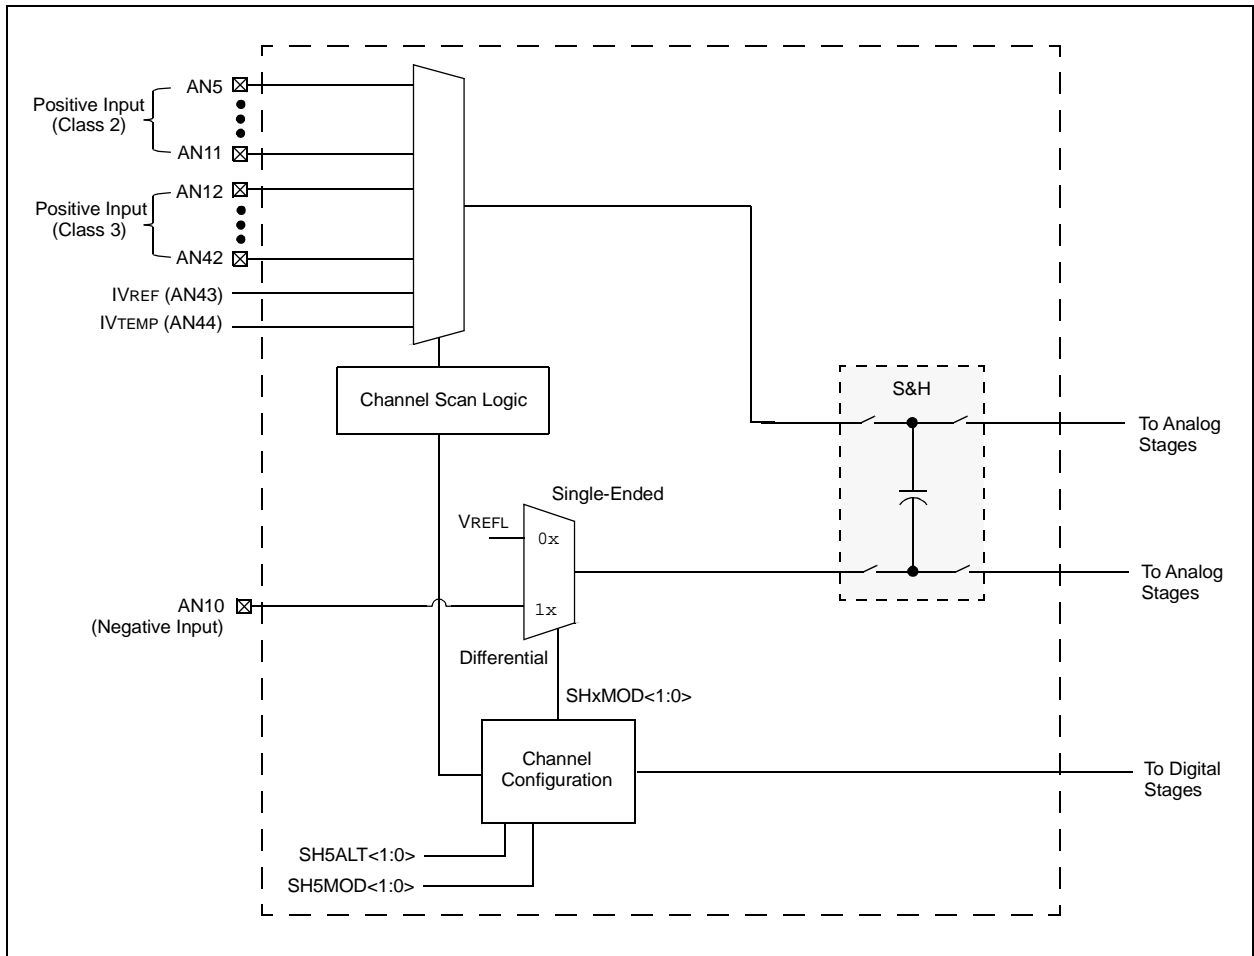 AN5
Positive Input
(Class 2)
AN11
AN12
Positive Input
(Class 3)
AN42
IVREF (AN43)
IVTEMP (AN44)
Channel Scan Logic
S&H
To Analog
Stages
Single-Ended
VREFL
0x
To Analog
Stages
AN10
(Negative Input)
1x
Differential
SHxMOD<1:0>
Channel
Configuration
To Digital
Stages
SH5ALT<1:0>
SH5MOD<1:0>